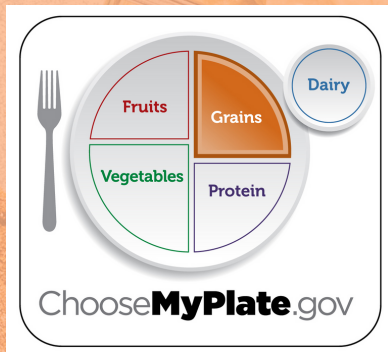 Dairy
Fruits
Grains
Vegetables
Protein
ChooseMyPlate.gov